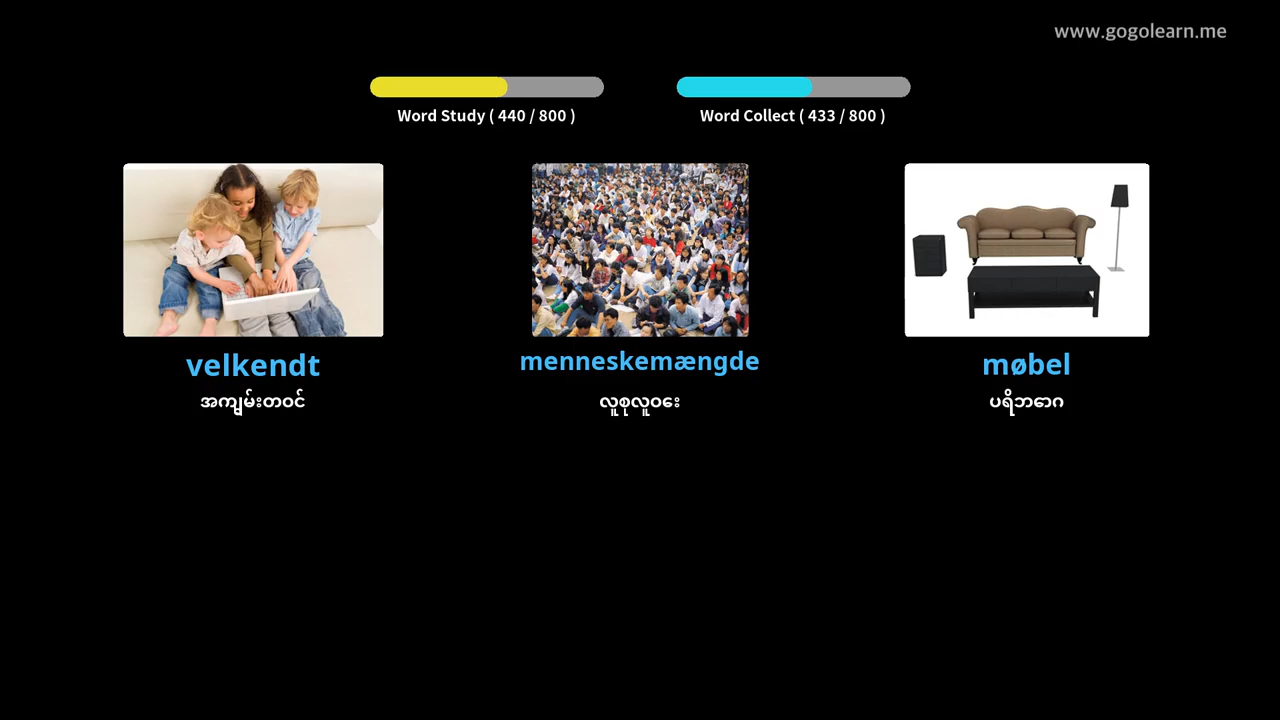 www.gogolearn.me
Word Study ( 440 / 800 )
Word Collect ( 433 / 800 )
velkendt
menneskemængde
møbel
အကျမ်းတဝင်
လူစုလူဝေး
ပရိဘောဂ